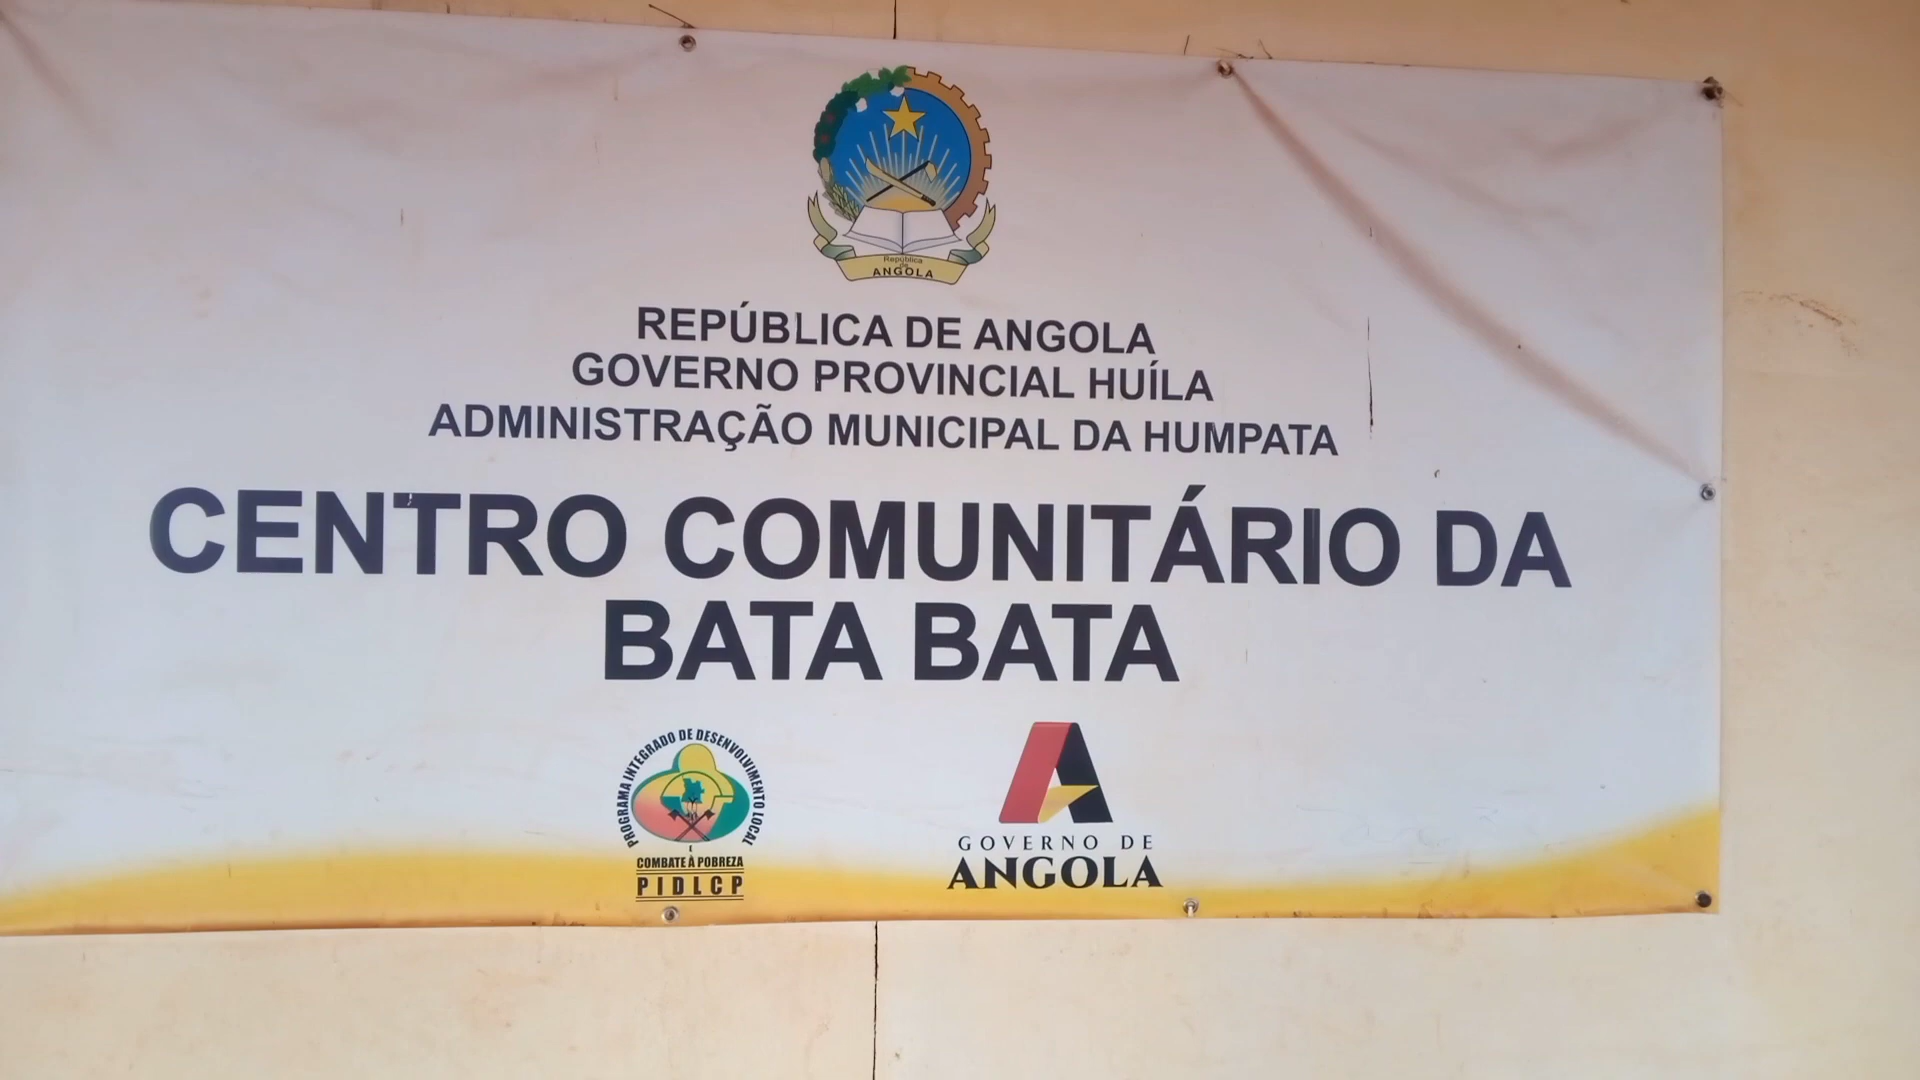 República
de
ANGOLA
REPÚBLICA DE ANGOLA
GOVERNO PROVINCIAL HUÍLA
ADMINISTRAÇÃO MUNICIPAL DA HUMPATA
CENTRO COMUNITÁRIO DA
BATA BATA
PROGRAMA INTEGRADO DE DESENVOLVIMENTO LOCAL
E
COMBATE À POBREZA
PIDLCP
GOVERNO DE
ANGOLA